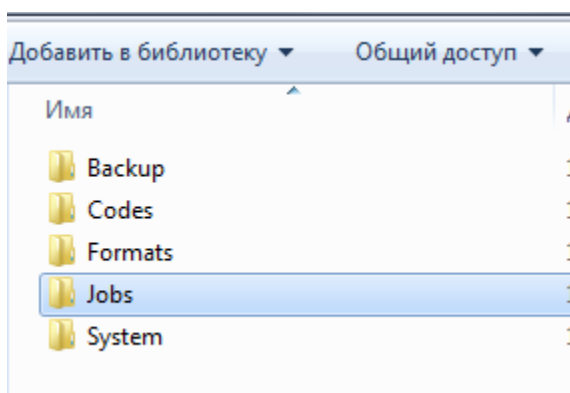 Добавить в библиотеку Общий доступ
Имя
Backup
Codes
Formats
Jobs
System